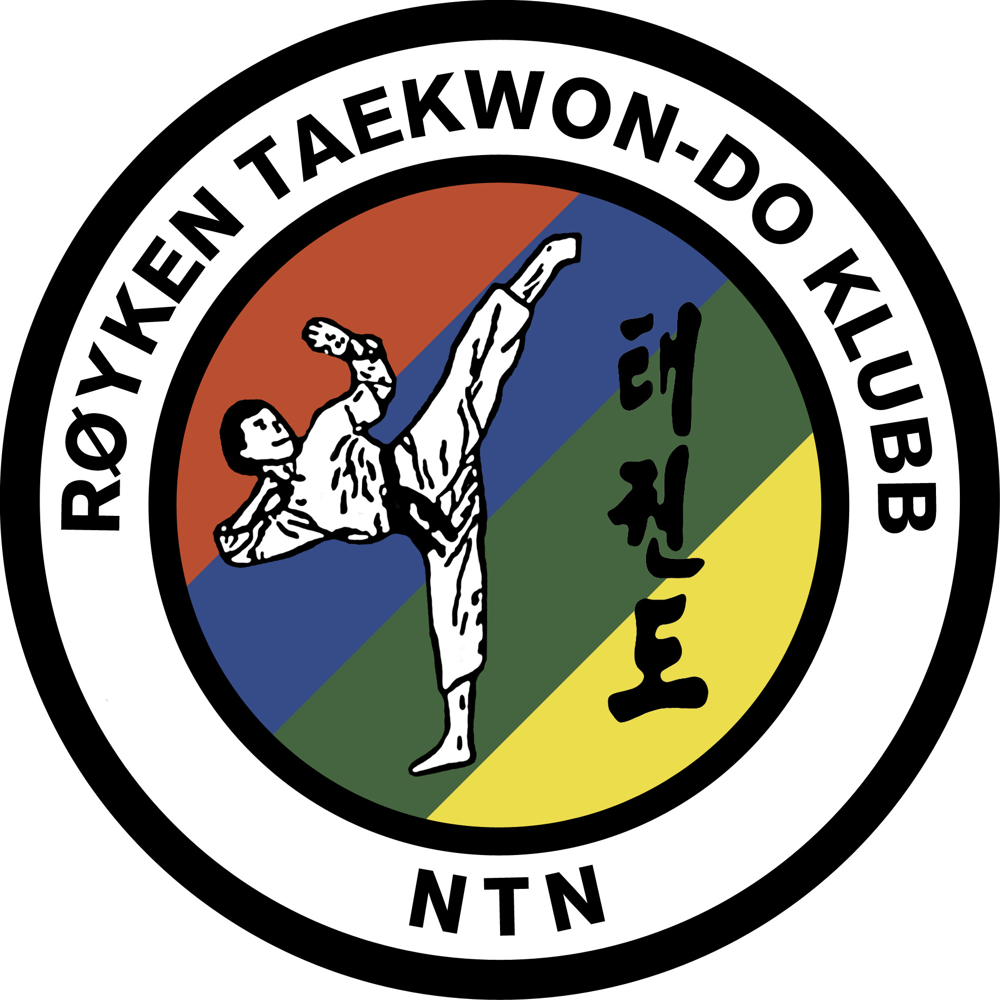 RØYKEN TAEKWON-DO KLUBB
태
권
도
NTN